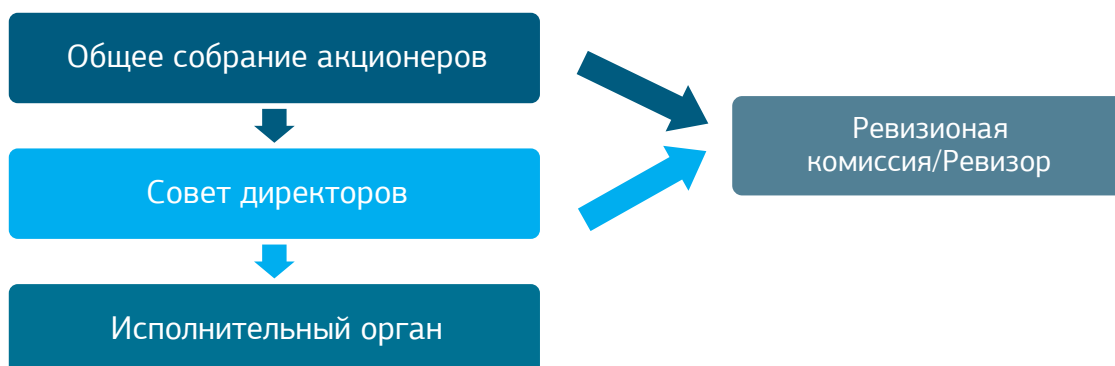 Общее собрание акционеров
Совет директоров
Исполнительный орган
Ревизионая
комиссия/Ревизор